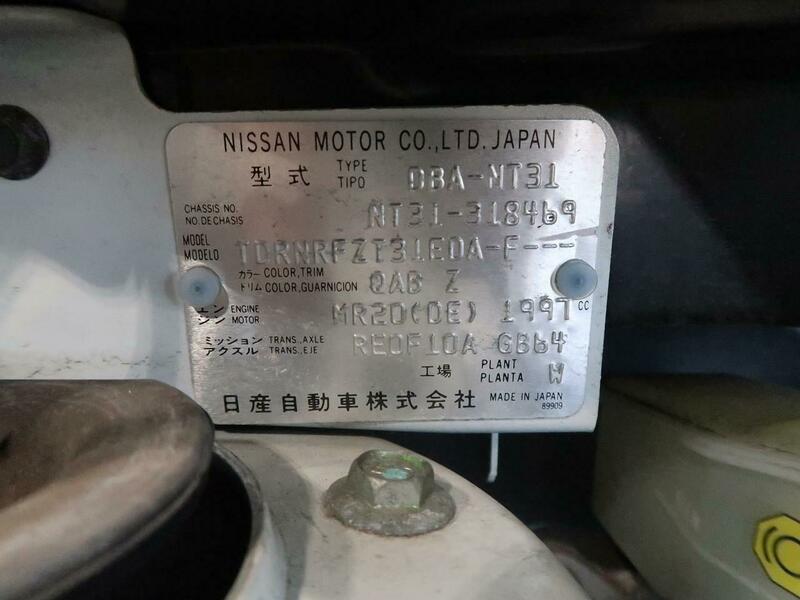 NISSAN MOTOR CO.,LTD.JAPAN
型式 TYPE TIPO DBA-NT31
CHASSIS NO. NO.DECHASIS NT31-318469
MODEL MODELO TDRNRFZT31EDA-F---
カラー COLOR,TRIM
トリム COLOR,GUARNICION QAB Z
エンジン ENGINE MOTOR MR20(DE) 1997 CC
ミッション TRANS.,AXLE
アクスル TRANS.,EJE RE0F10A GB64
工場 PLANT PLANTA W
日産自動車株式会社 MADE IN JAPAN
89909